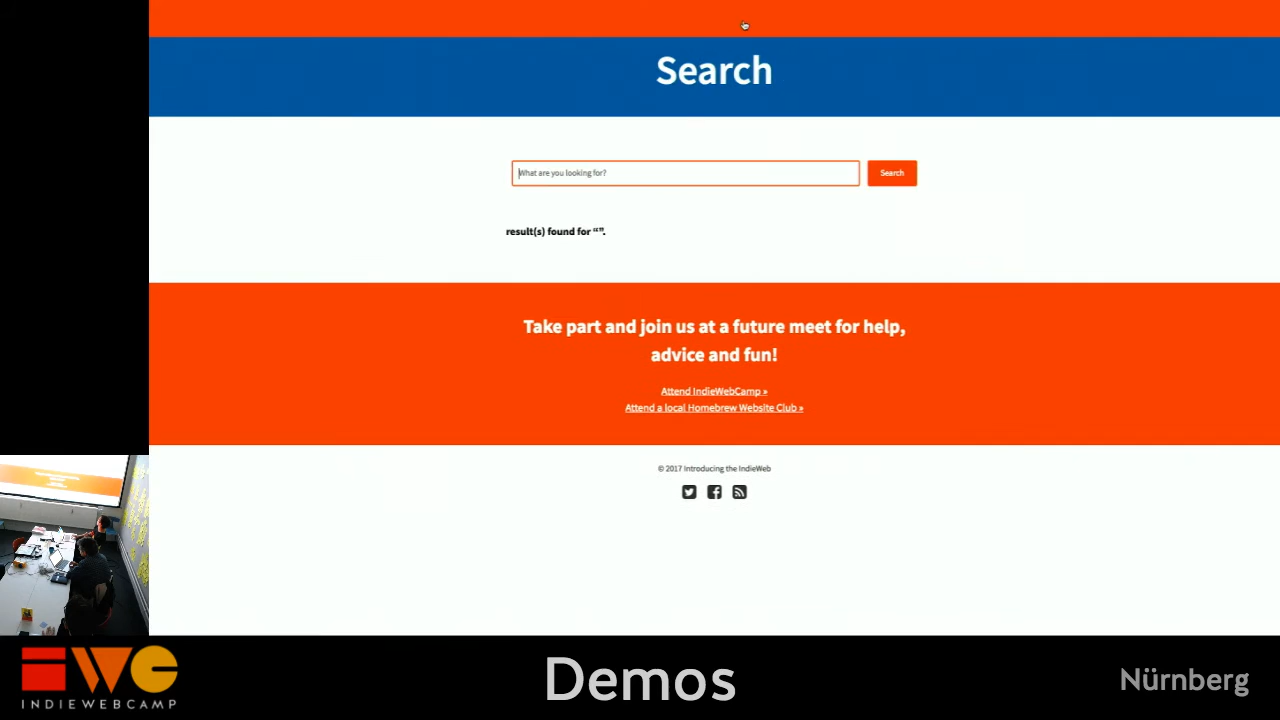 Search
What are you looking for?
Search
result(s) found for “”.
Take part and join us at a future meet for help,
advice and fun!
Attend IndieWebCamp »
Attend a local Homebrew Website Club »
© 2017 Introducing the IndieWeb
INDIEWEBCAMP
Demos
Nürnberg